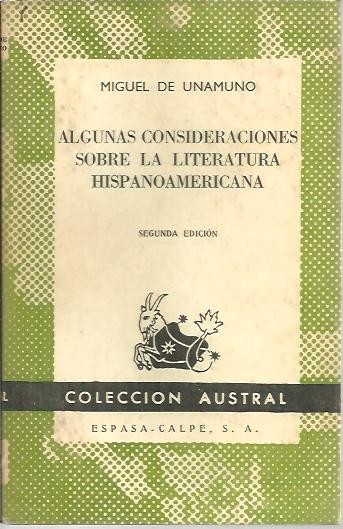 MIGUEL DE UNAMUNO
ALGUNAS CONSIDERACIONES
SOBRE LA LITERATURA
HISPANOAMERICANA
SEGUNDA EDICIÓN
COLECCION AUSTRAL
ESPASA-CALPE, S. A.